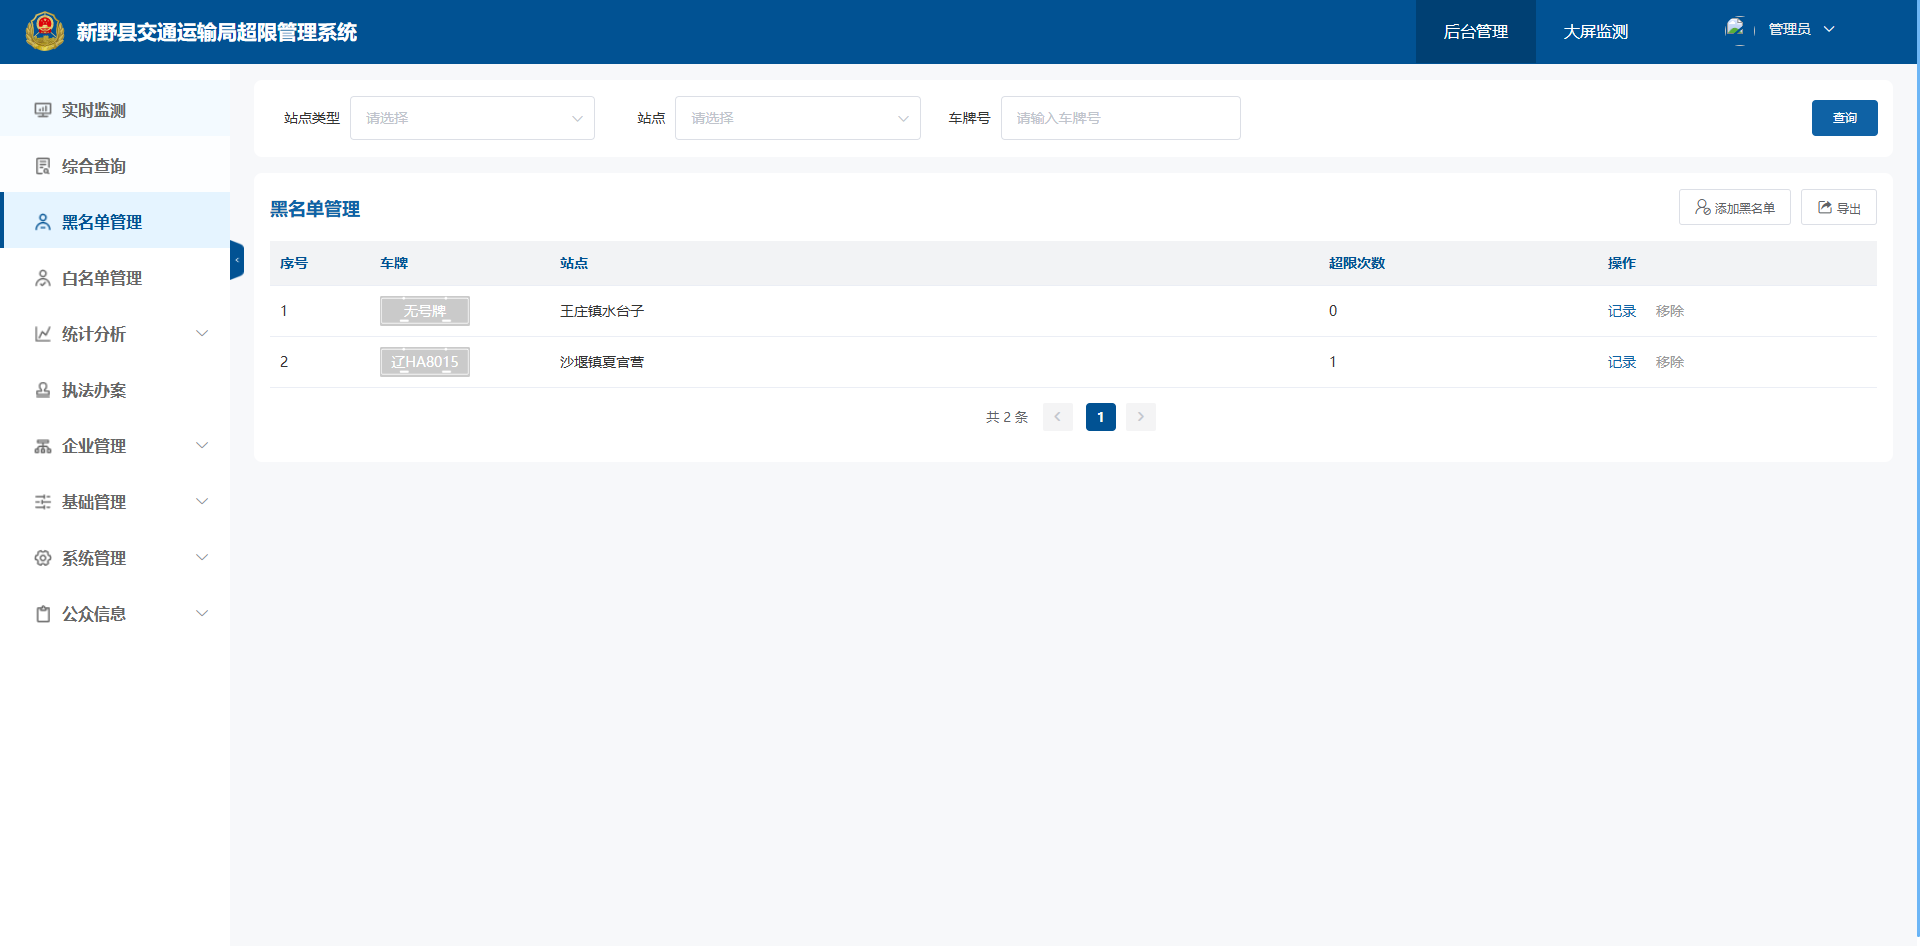 新野县交通运输局超限管理系统
后台管理
大屏监测
管理员
实时监测
综合查询
黑名单管理
白名单管理
统计分析
执法办案
企业管理
基础管理
系统管理
公众信息
站点类型 请选择 站点 请选择 车牌号 请输入车牌号 查询
黑名单管理 添加黑名单 导出
序号 车牌 站点 超限次数 操作
1 无号牌 王庄镇水台子 0 记录 移除
2 辽HA8015 沙堰镇夏官营 1 记录 移除
共 2 条 1